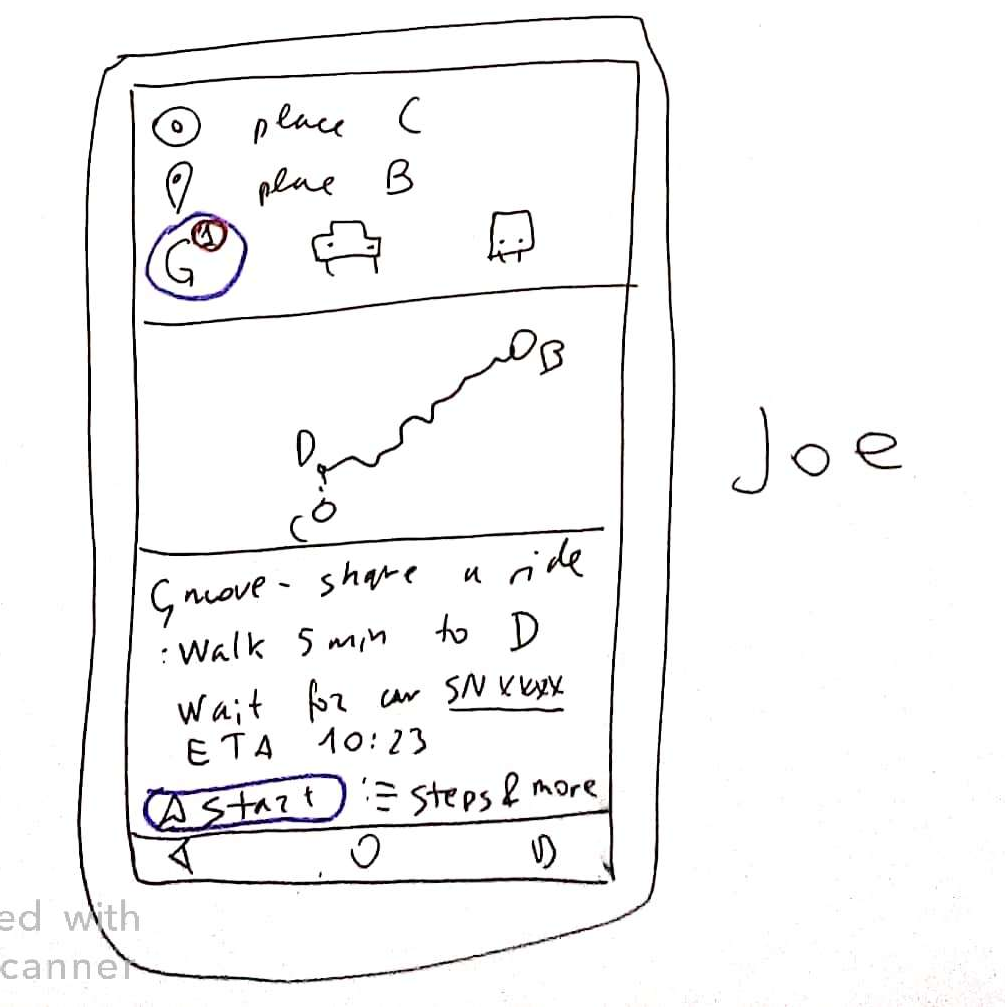 place C
place B
G 1
B
D
C
Joe
Gmove - share a ride
: Walk 5 min to D
Wait for car SN xxxx
ETA 10:23
Start
steps & more
ed with
canner